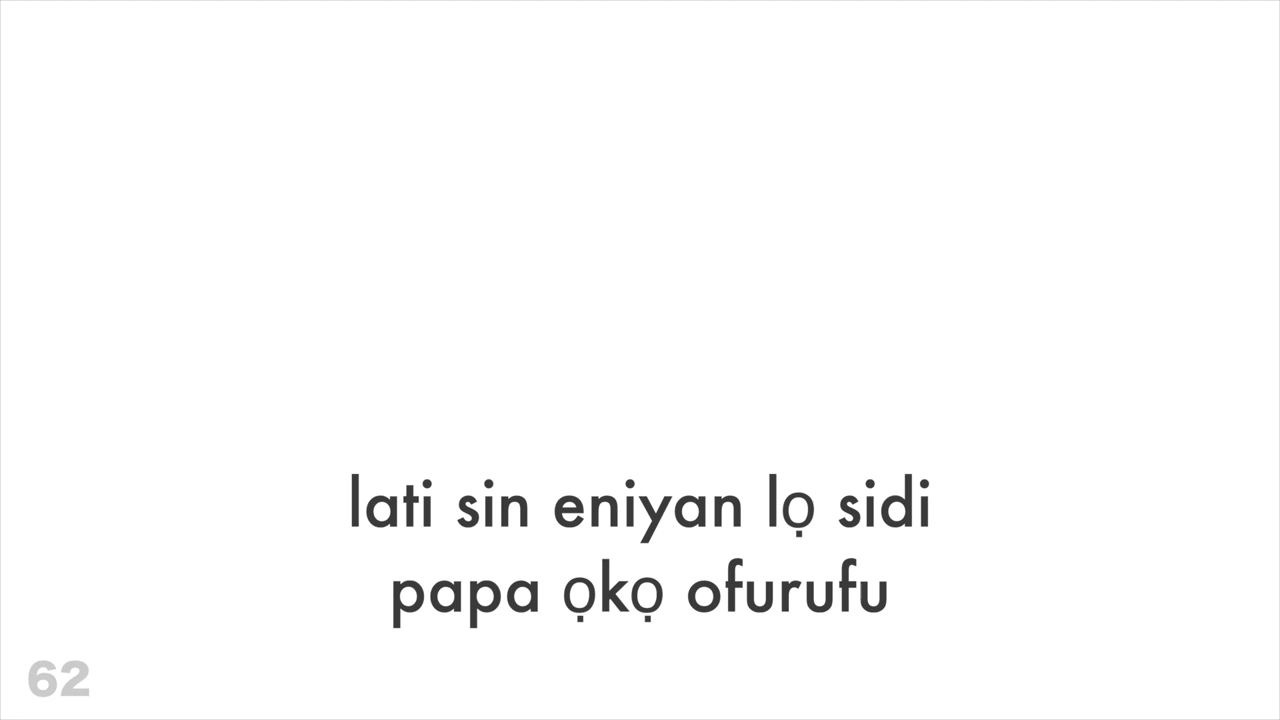 lati sin eniyan lọ sidi
papa ọkọ ofurufu
62